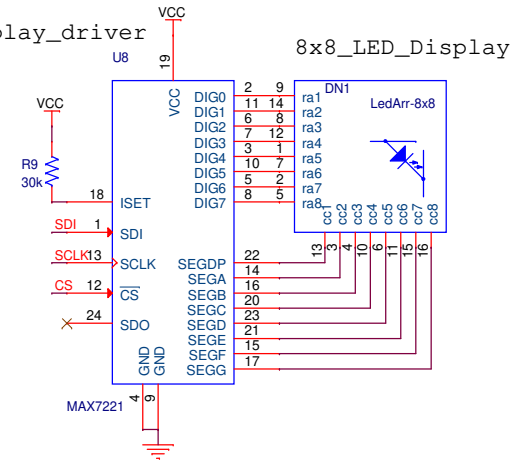 play_driver
8x8_LED_Display
VCC
U8
19
VCC
DN1
LedArr-8x8
VCC
R9
30k
DIG0 2 9 ra1
DIG1 11 14 ra2
DIG2 6 8 ra3
DIG3 7 12 ra4
DIG4 3 1 ra5
DIG5 10 7 ra6
DIG6 5 2 ra7
DIG7 8 5 ra8
cc1 cc2 cc3 cc4 cc5 cc6 cc7 cc8
13 3 4 10 6 11 15 16
18 ISET
SDI 1 SDI
SCLK 13 SCLK
CS 12 CS
24 SDO
SEGDP 22
SEGA 14
SEGB 16
SEGC 20
SEGD 23
SEGE 21
SEGF 15
SEGG 17
GND GND
4 9
MAX7221